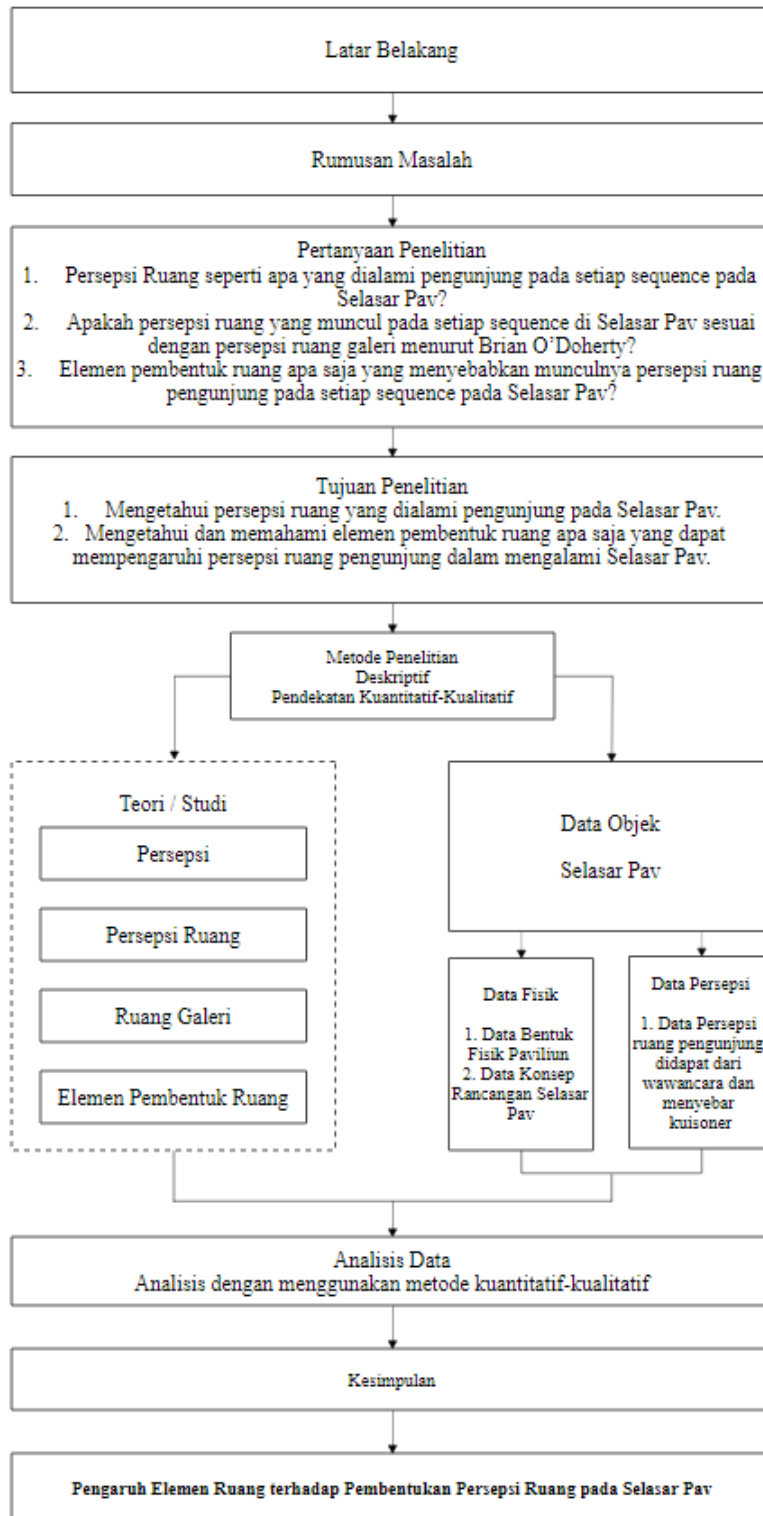 Latar Belakang
Rumusan Masalah
Pertanyaan Penelitian
1. Persepsi Ruang seperti apa yang dialami pengunjung pada setiap sequence pada
Selasar Pav?
2. Apakah persepsi ruang yang muncul pada setiap sequence di Selasar Pav sesuai
dengan persepsi ruang galeri menurut Brian O'Doherty?
3. Elemen pembentuk ruang apa saja yang menyebabkan munculnya persepsi ruang
pengunjung pada setiap sequence pada Selasar Pav?
Tujuan Penelitian
1. Mengetahui persepsi ruang yang dialami pengunjung pada Selasar Pav.
2. Mengetahui dan memahami elemen pembentuk ruang apa saja yang dapat
mempengaruhi persepsi ruang pengunjung dalam mengalami Selasar Pav.
Metode Penelitian
Deskriptif
Pendekatan Kuantitatif-Kualitatif
Teori / Studi
Persepsi
Persepsi Ruang
Ruang Galeri
Elemen Pembentuk Ruang
Data Objek
Selasar Pav
Data Fisik
1. Data Bentuk
Fisik Paviliun
2. Data Konsep
Rancangan Selasar
Pav
Data Persepsi
1. Data Persepsi
ruang pengunjung
didapat dari
wawancara dan
menyebar
kuisoner
Analisis Data
Analisis dengan menggunakan metode kuantitatif-kualitatif
Kesimpulan
Pengaruh Elemen Ruang terhadap Pembentukan Persepsi Ruang pada Selasar Pav